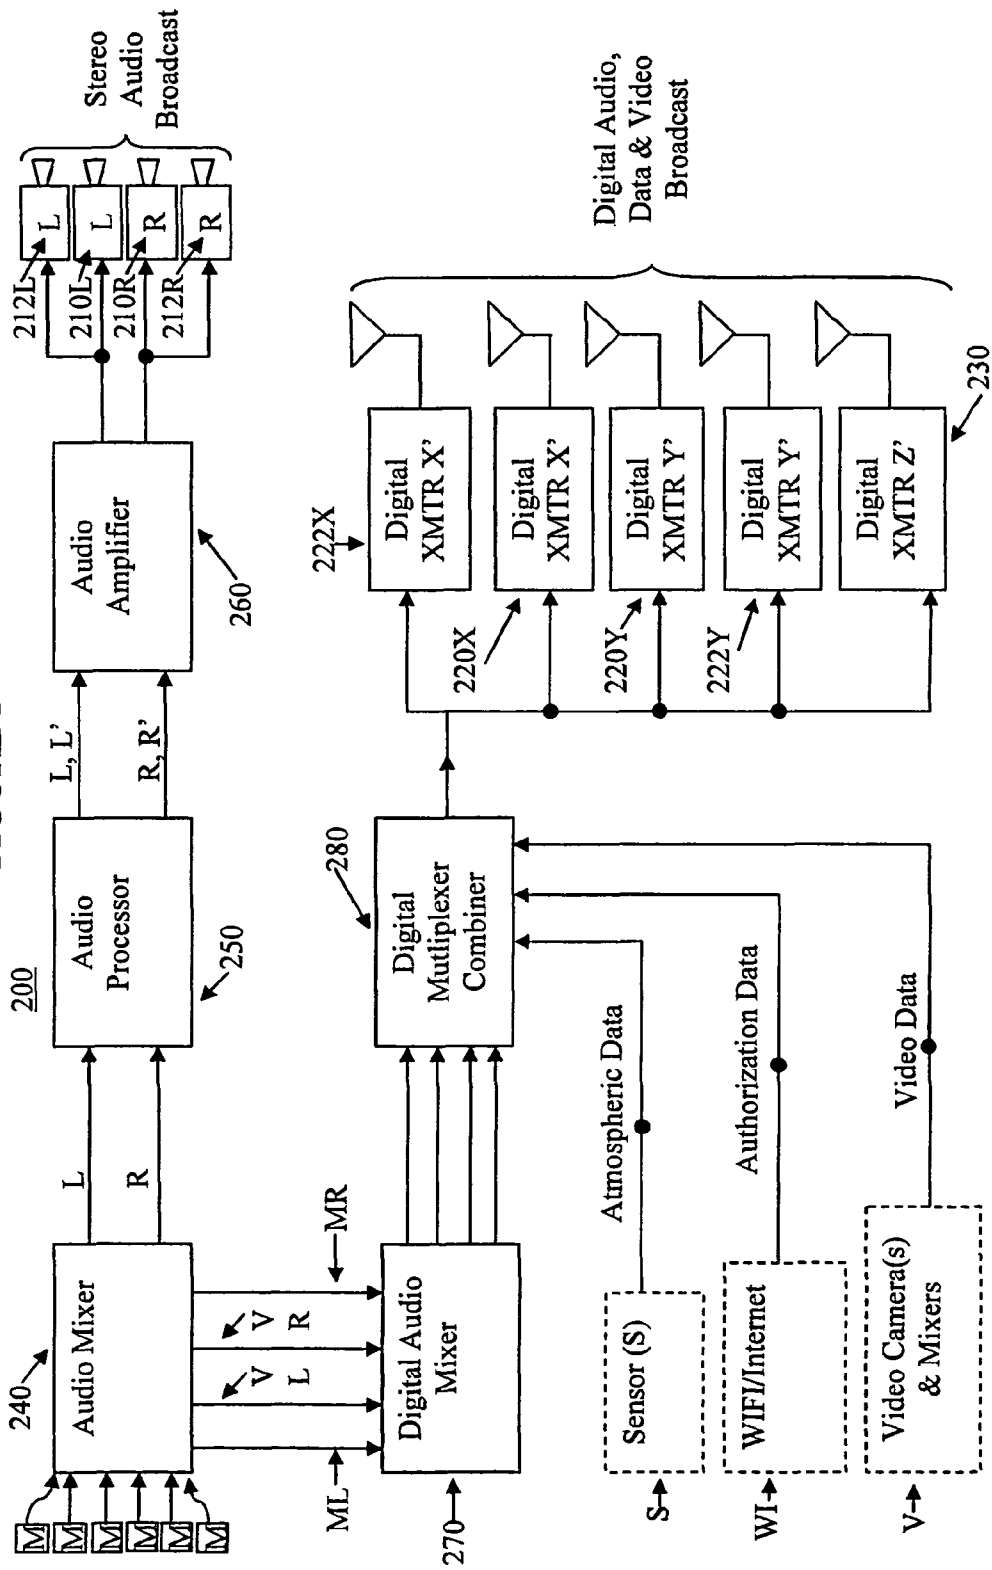 200
240
Audio Mixer
M
M
M
M
M
M
L
R
Audio
Processor
250
L, L’
R, R’
Audio
Amplifier
260
212L
210L
210R
212R
L
L
R
R
Stereo
Audio
Broadcast
ML
V
L
V
R
MR
Digital Audio
Mixer
270
280
Digital
Mutliplexer
Combiner
222X
Digital
XMTR X’
220X
Digital
XMTR X’
220Y
Digital
XMTR Y’
222Y
Digital
XMTR Y’
Digital
XMTR Z’
230
Digital Audio,
Data & Video
Broadcast
S
Sensor (S)
Atmospheric Data
WI
WIFI/Internet
Authorization Data
V
Video Camera(s)
& Mixers
Video Data